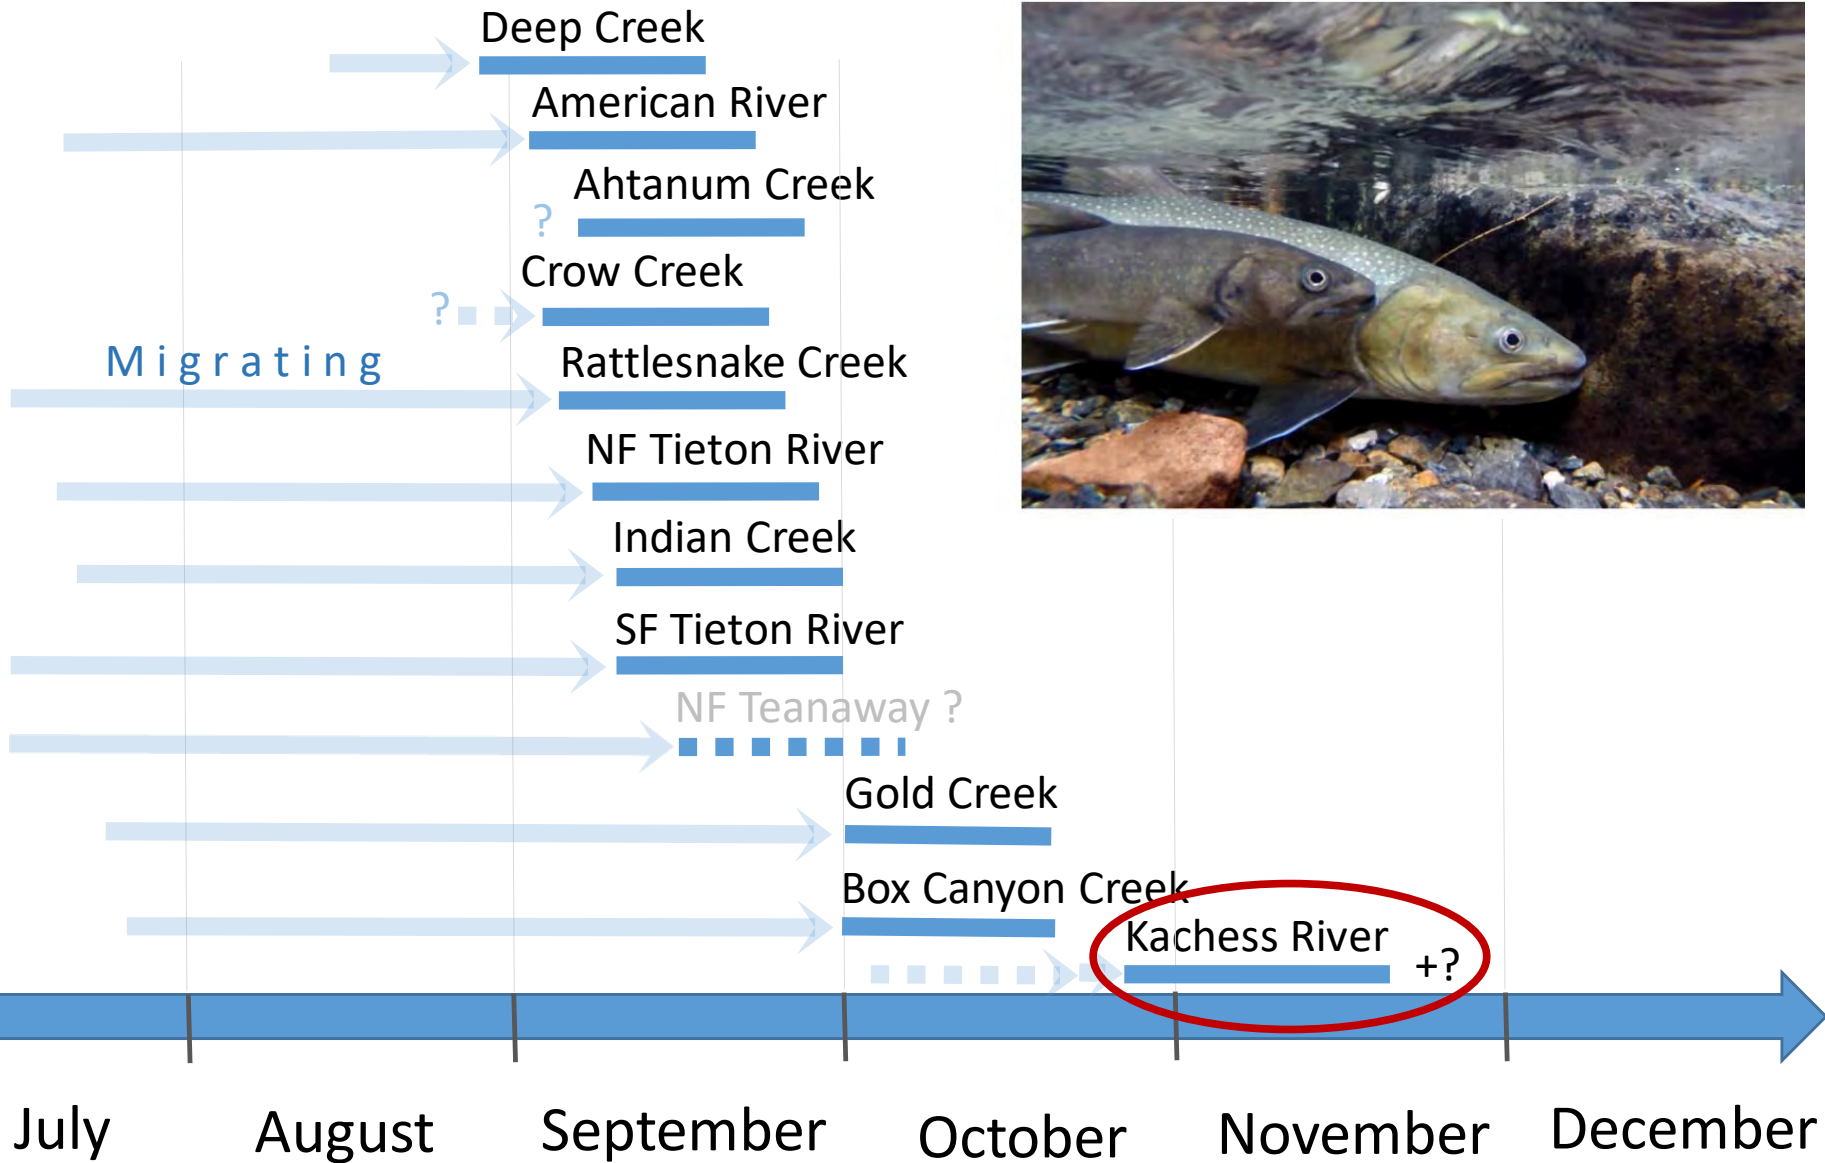 Deep Creek
American River
Ahtanum Creek
?
Crow Creek
?
Migrating
Rattlesnake Creek
NF Tieton River
Indian Creek
SF Tieton River
NF Teanaway ?
Gold Creek
Box Canyon Creek
Kachess River
+?
July August September October November December